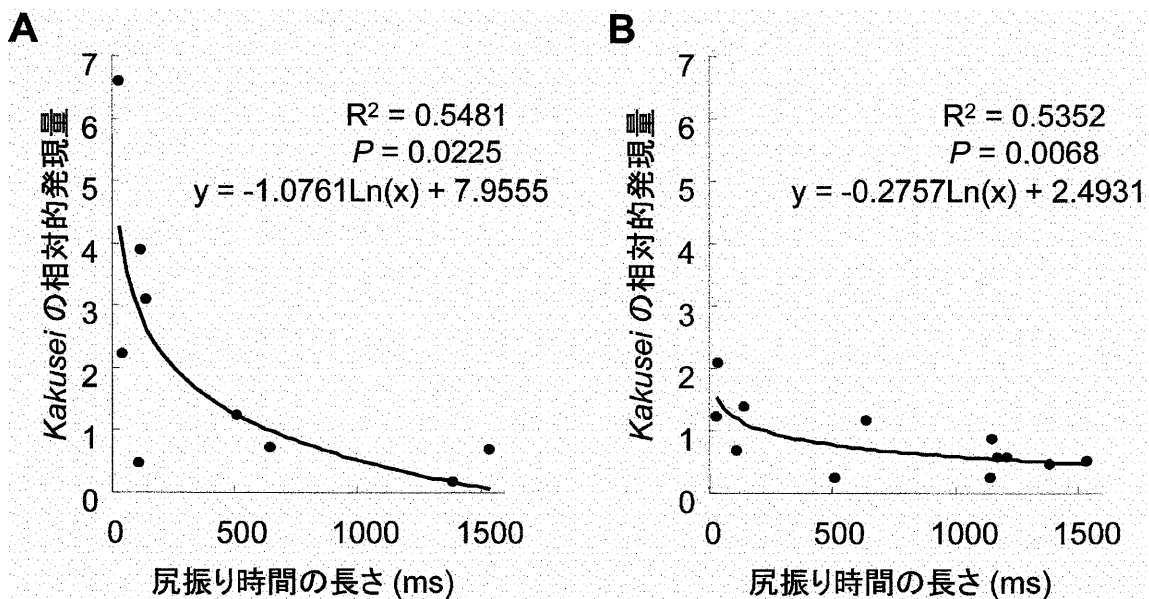 A
7
6
5
4
3
2
1
0
Kakusei の相対的発現量
R² = 0.5481
P = 0.0225
y = -1.0761Ln(x) + 7.9555
0 500 1000 1500
尻振り時間の長さ (ms)
B
7
6
5
4
3
2
1
0
Kakusei の相対的発現量
R² = 0.5352
P = 0.0068
y = -0.2757Ln(x) + 2.4931
0 500 1000 1500
尻振り時間の長さ (ms)